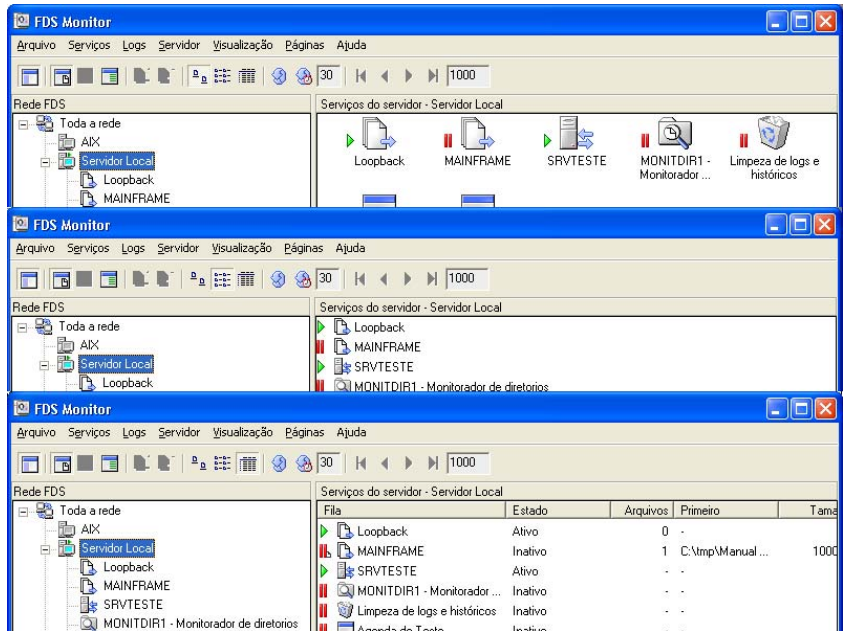 FDS Monitor
Arquivo Serviços Logs Servidor Visualização Páginas Ajuda
30 1000
Rede FDS
Toda a rede
AIX
Servidor Local
Loopback
MAINFRAME
Serviços do servidor - Servidor Local
Loopback MAINFRAME SRVTESTE MONITDIR1 - Limpeza de logs e
Monitorador ... históricos
FDS Monitor
Arquivo Serviços Logs Servidor Visualização Páginas Ajuda
30 1000
Rede FDS
Toda a rede
AIX
Servidor Local
Loopback
Serviços do servidor - Servidor Local
Loopback
MAINFRAME
SRVTESTE
MONITDIR1 - Monitorador de diretorios
FDS Monitor
Arquivo Serviços Logs Servidor Visualização Páginas Ajuda
30 1000
Rede FDS
Toda a rede
AIX
Servidor Local
Loopback
MAINFRAME
SRVTESTE
MONITDIR1 - Monitorador de diretorios
Serviços do servidor - Servidor Local
Fila Estado Arquivos Primeiro Tama
Loopback Ativo 0 -
MAINFRAME Inativo 1 C:\tmp\Manual ... 1000
SRVTESTE Ativo - -
MONITDIR1 - Monitorador ... Inativo - -
Limpeza de logs e históricos Inativo - -
Agenda de Teste Inativo - -